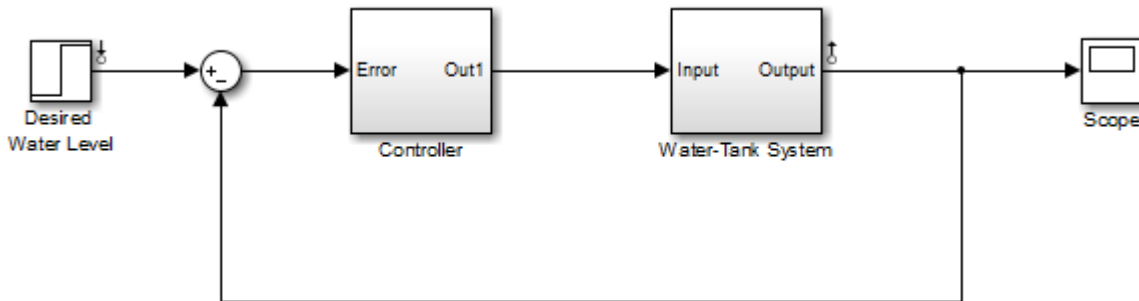 Desired
Water Level
+
-
Error
Out1
Controller
Input
Output
Water-Tank System
Scope